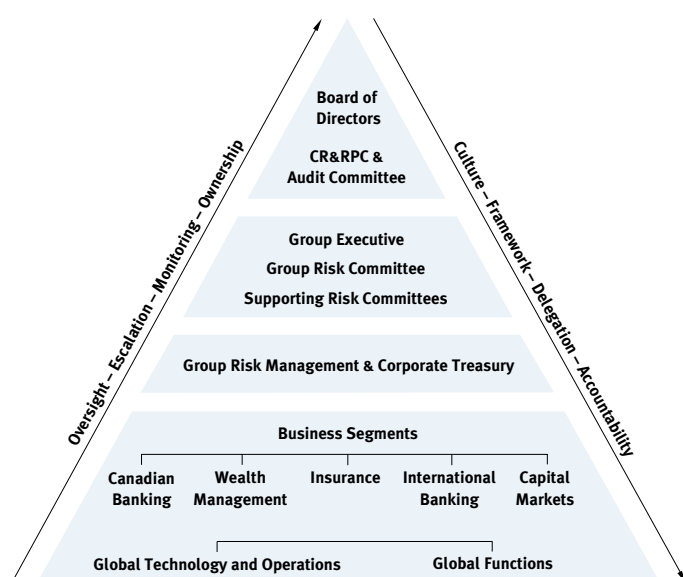 Board of
Directors
CR&RPC &
Audit Committee
Oversight – Escalation – Monitoring – Ownership
Culture – Framework – Delegation – Accountability
Group Executive
Group Risk Committee
Supporting Risk Committees
Group Risk Management & Corporate Treasury
Business Segments
Canadian
Banking
Wealth
Management
Insurance
International
Banking
Capital
Markets
Global Technology and Operations
Global Functions